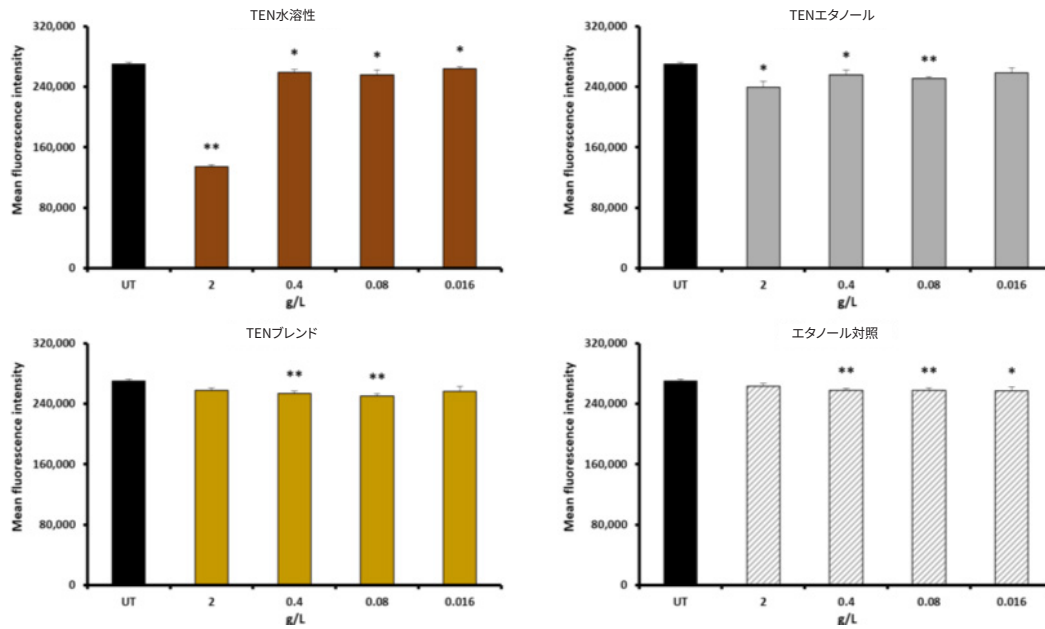 TEN水溶性
320,000
240,000
160,000
80,000
0
Mean fluorescence intensity
**
*
*
*
UT 2 0.4 0.08 0.016
g/L
TENエタノール
320,000
240,000
160,000
80,000
0
Mean fluorescence intensity
*
*
**
UT 2 0.4 0.08 0.016
g/L
TENブレンド
320,000
240,000
160,000
80,000
0
Mean fluorescence intensity
**
**
UT 2 0.4 0.08 0.016
g/L
エタノール対照
320,000
240,000
160,000
80,000
0
Mean fluorescence intensity
**
**
*
UT 2 0.4 0.08 0.016
g/L